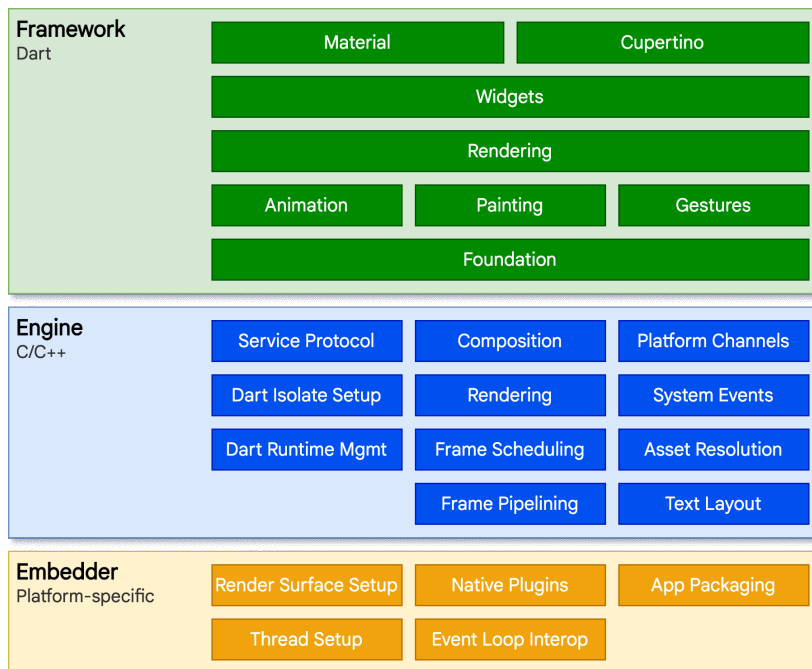 Framework
Dart
Material
Cupertino
Widgets
Rendering
Animation
Painting
Gestures
Foundation
Engine
C/C++
Service Protocol
Composition
Platform Channels
Dart Isolate Setup
Rendering
System Events
Dart Runtime Mgmt
Frame Scheduling
Asset Resolution
Frame Pipelining
Text Layout
Embedder
Platform-specific
Render Surface Setup
Native Plugins
App Packaging
Thread Setup
Event Loop Interop